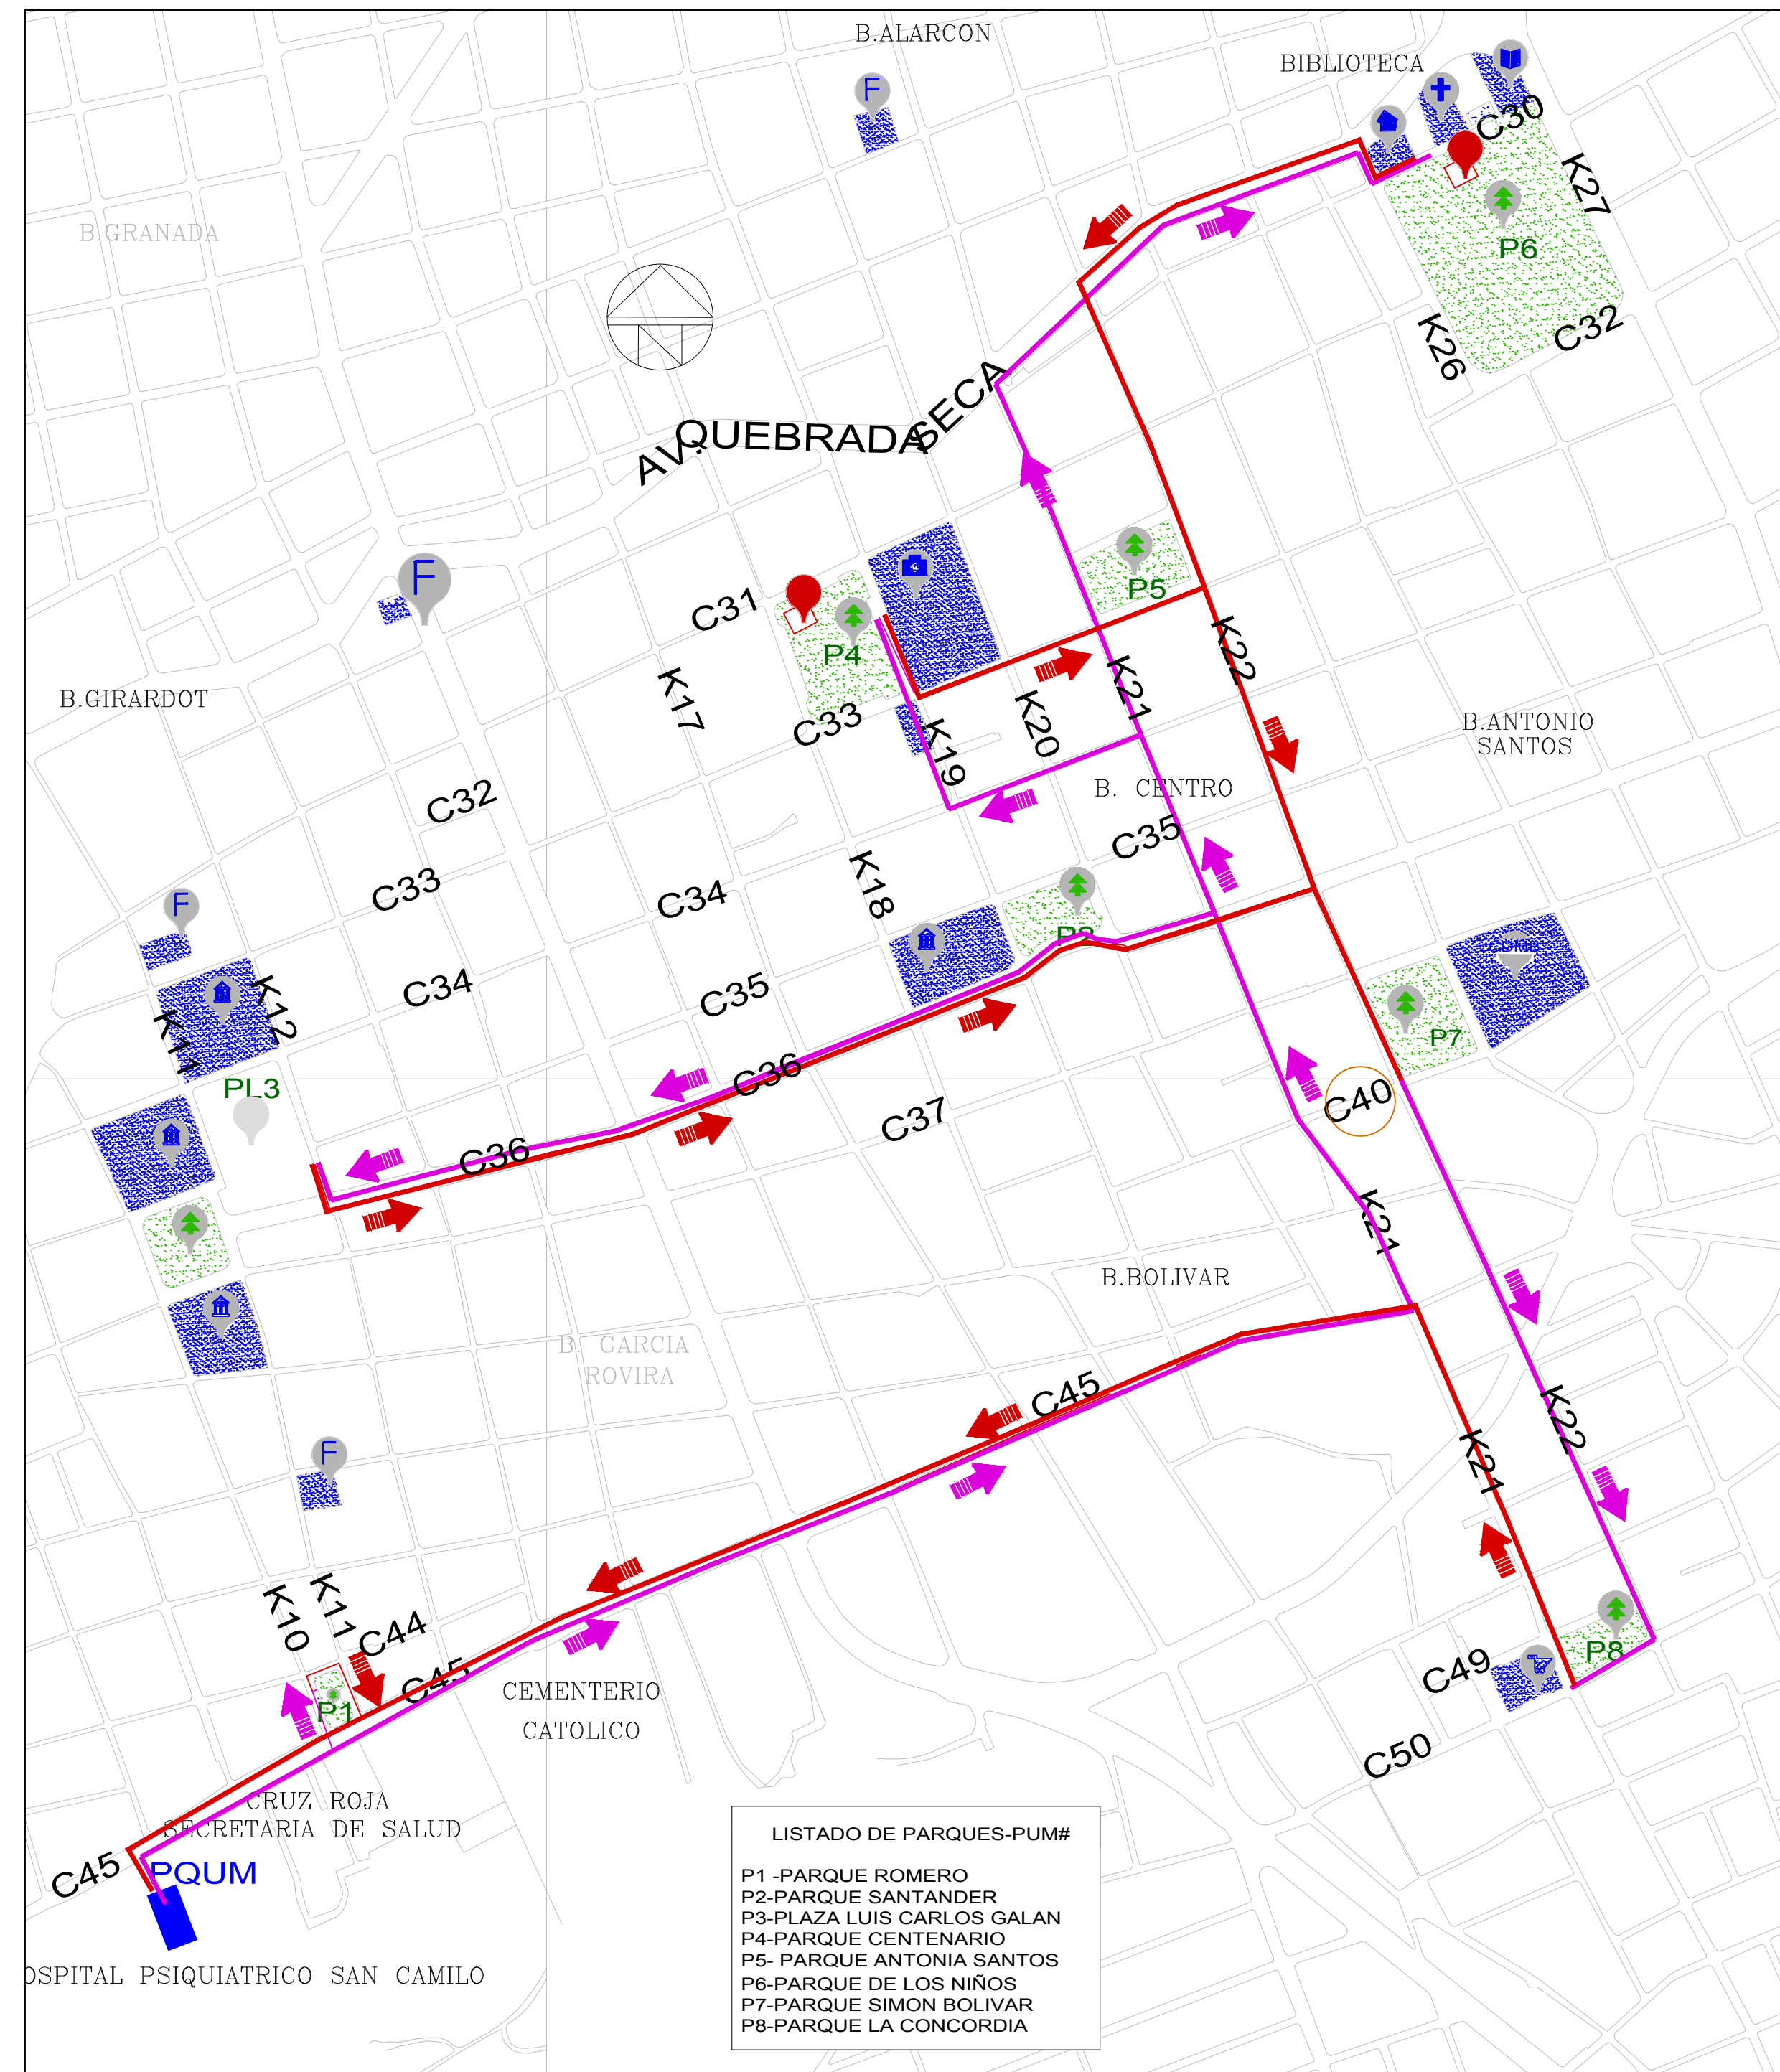 B.ALARCON
BIBLIOTECA
F
C30
K27
B.GRANADA
P6
C32
K26
AV.
QUEBRADA
SECA
F
C31
P5
P4
K22
K21
K17
K20
C33
K19
B.GIRARDOT
B.ANTONIO
SANTOS
B. CENTRO
C32
C35
K18
C33
C34
F
C34
C35
K12
K11
CDMB
P7
PL3
C36
C40
C37
C36
K21
B.BOLIVAR
B. GARCIA
ROVIRA
C45
K22
K21
F
K10
K11
C44
C45
P1
P8
C49
CEMENTERIO
CATOLICO
C50
CRUZ ROJA
SECRETARIA DE SALUD
C45
PQUM
OSPITAL PSIQUIATRICO SAN CAMILO
LISTADO DE PARQUES-PUM#
P1 -PARQUE ROMERO
P2-PARQUE SANTANDER
P3-PLAZA LUIS CARLOS GALAN
P4-PARQUE CENTENARIO
P5- PARQUE ANTONIA SANTOS
P6-PARQUE DE LOS NIÑOS
P7-PARQUE SIMON BOLIVAR
P8-PARQUE LA CONCORDIA